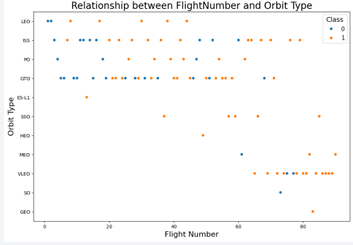 Relationship between FlightNumber and Orbit Type
Class
0
1
LEO
ISS
PO
GTO
ES-L1
SSO
HEO
MEO
VLEO
SO
GEO
Orbit Type
0
20
40
60
80
Flight Number